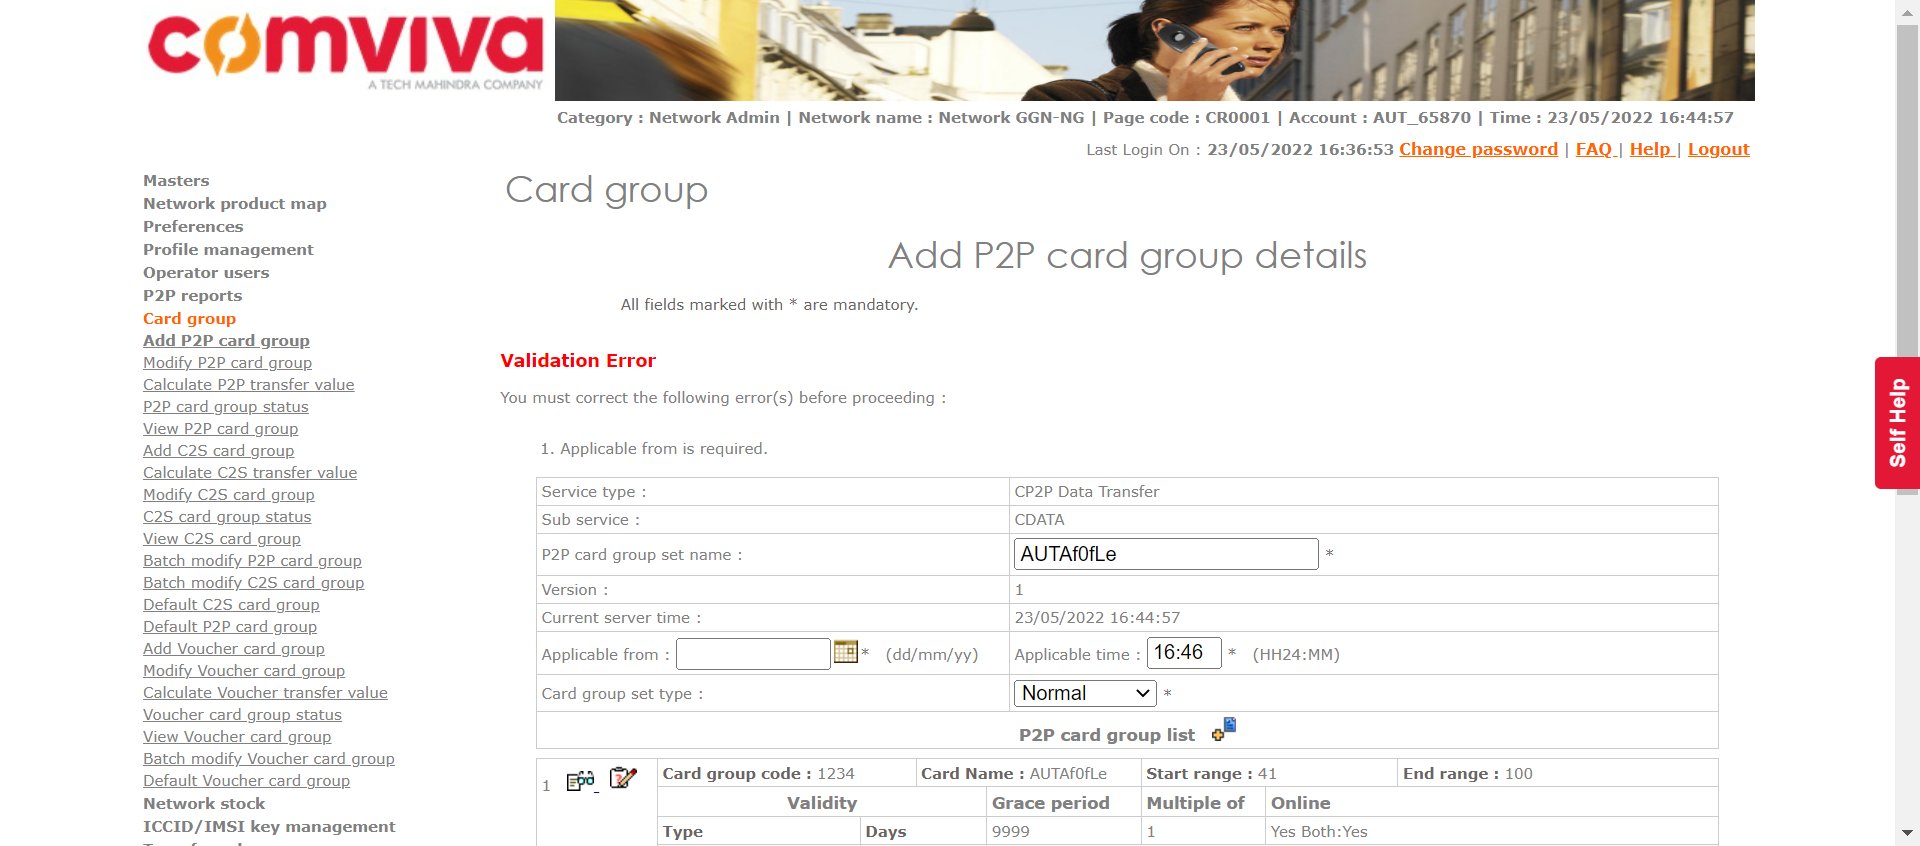 comviva
A TECH MAHINDRA COMPANY
Category : Network Admin | Network name : Network GGN-NG | Page code : CR0001 | Account : AUT_65870 | Time : 23/05/2022 16:44:57
Last Login On : 23/05/2022 16:36:53 Change password | FAQ | Help | Logout
Masters
Network product map
Preferences
Profile management
Operator users
P2P reports
Card group
Add P2P card group
Modify P2P card group
Calculate P2P transfer value
P2P card group status
View P2P card group
Add C2S card group
Calculate C2S transfer value
Modify C2S card group
C2S card group status
View C2S card group
Batch modify P2P card group
Batch modify C2S card group
Default C2S card group
Default P2P card group
Add Voucher card group
Modify Voucher card group
Calculate Voucher transfer value
Voucher card group status
View Voucher card group
Batch modify Voucher card group
Default Voucher card group
Network stock
ICCID/IMSI key management
Card group
Add P2P card group details
All fields marked with * are mandatory.
Validation Error
You must correct the following error(s) before proceeding :
1. Applicable from is required.
Service type : CP2P Data Transfer
Sub service : CDATA
P2P card group set name : AUTAf0fLe *
Version : 1
Current server time : 23/05/2022 16:44:57
Applicable from : * (dd/mm/yy) Applicable time : 16:46 * (HH24:MM)
Card group set type : Normal *
P2P card group list
1 Card group code : 1234 Card Name : AUTAf0fLe Start range : 41 End range : 100
Validity Grace period Multiple of Online
Type Days 9999 1 Yes Both:Yes
Self Help